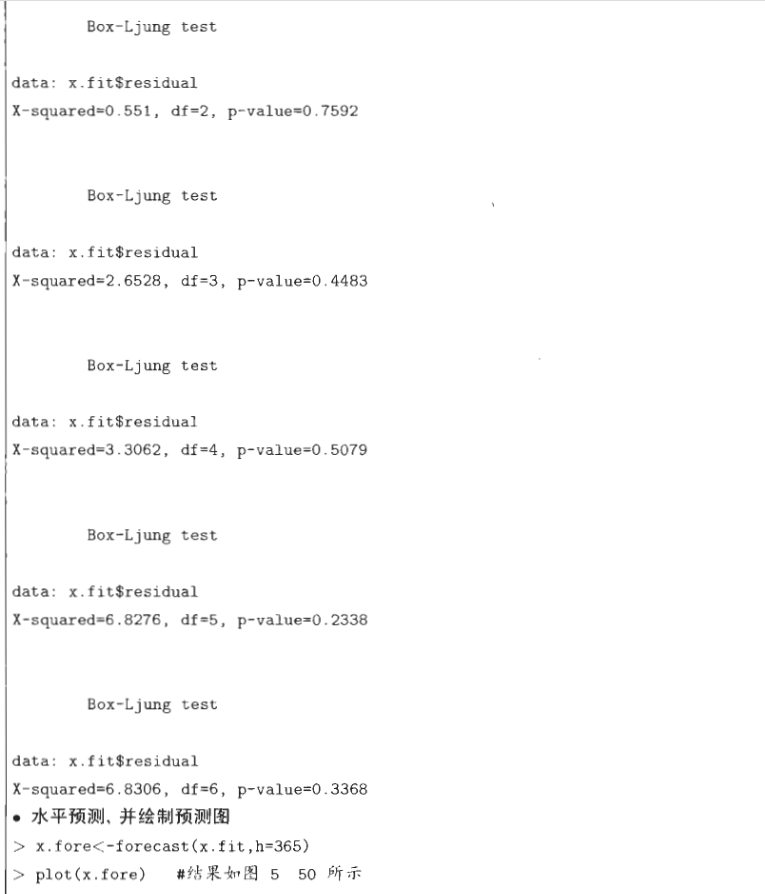 Box-Ljung test
data: x.fit$residual
X-squared=0.551, df=2, p-value=0.7592
Box-Ljung test
data: x.fit$residual
X-squared=2.6528, df=3, p-value=0.4483
Box-Ljung test
data: x.fit$residual
X-squared=3.3062, df=4, p-value=0.5079
Box-Ljung test
data: x.fit$residual
X-squared=6.8276, df=5, p-value=0.2338
Box-Ljung test
data: x.fit$residual
X-squared=6.8306, df=6, p-value=0.3368
• 水平预测、并绘制预测图
> x.fore<-forecast(x.fit,h=365)
> plot(x.fore) #结果如图 5 50 所示